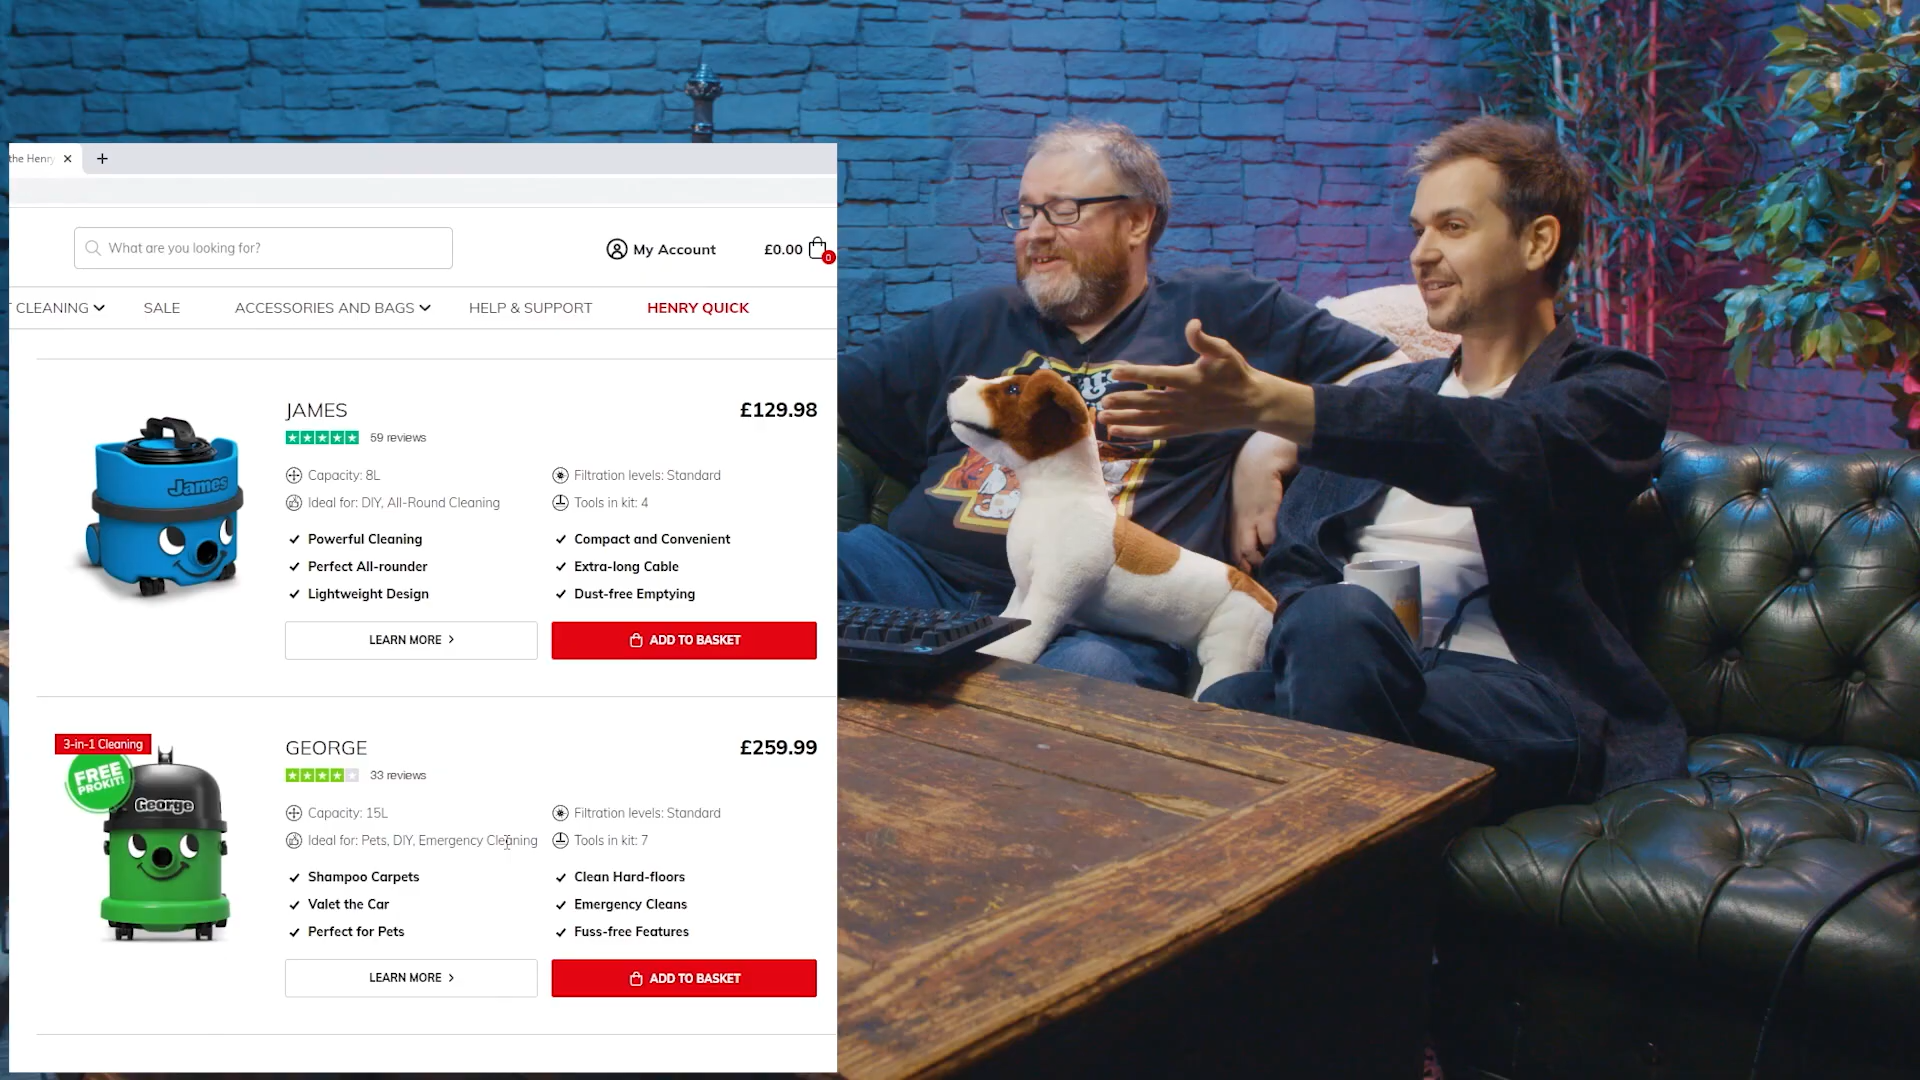 the Henry
What are you looking for?
My Account
£0.00
0
CLEANING
SALE
ACCESSORIES AND BAGS
HELP & SUPPORT
HENRY QUICK
JAMES
£129.98
59 reviews
Capacity: 8L
Filtration levels: Standard
Ideal for: DIY, All-Round Cleaning
Tools in kit: 4
Powerful Cleaning
Compact and Convenient
Perfect All-rounder
Extra-long Cable
Lightweight Design
Dust-free Emptying
LEARN MORE
ADD TO BASKET
James
3-in-1 Cleaning
FREE
PROKIT!
George
GEORGE
£259.99
33 reviews
Capacity: 15L
Filtration levels: Standard
Ideal for: Pets, DIY, Emergency Cleaning
Tools in kit: 7
Shampoo Carpets
Clean Hard-floors
Valet the Car
Emergency Cleans
Perfect for Pets
Fuss-free Features
LEARN MORE
ADD TO BASKET